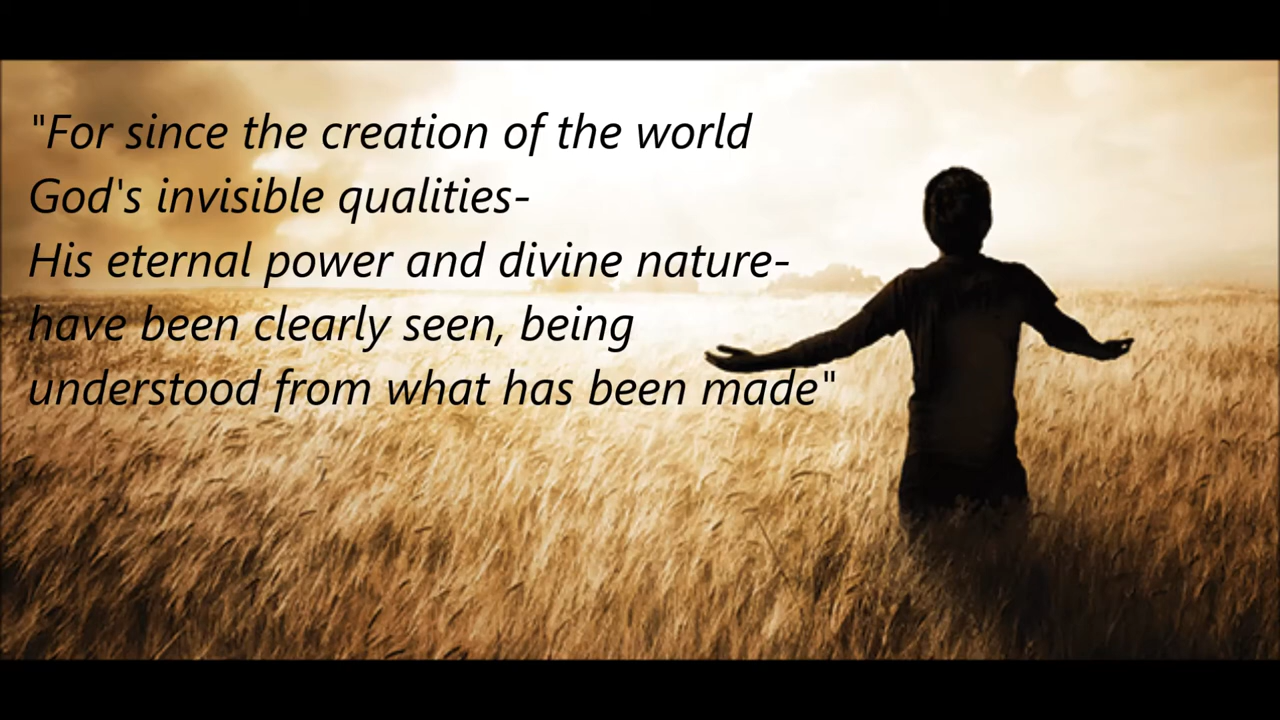 "For since the creation of the world
God's invisible qualities-
His eternal power and divine nature-
have been clearly seen, being
understood from what has been made"